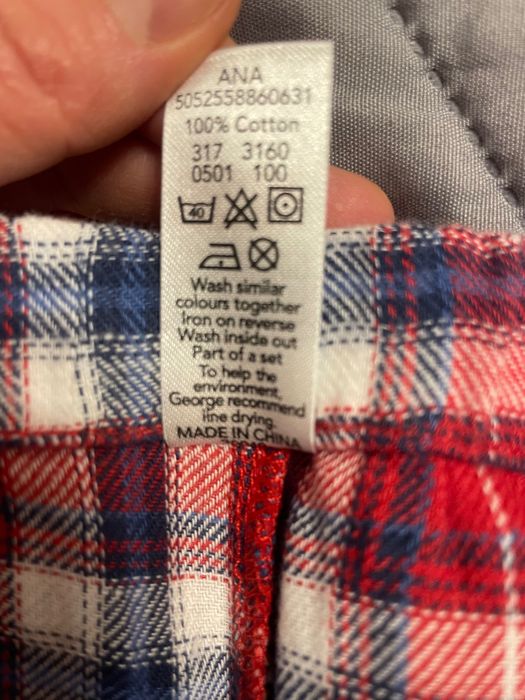 ANA
5052558860631
100% Cotton
317 3160
0501 100
40
Wash similar
colours together
Iron on reverse
Wash inside out
Part of a set
To help the
environment,
George recommend
line drying.
MADE IN CHINA